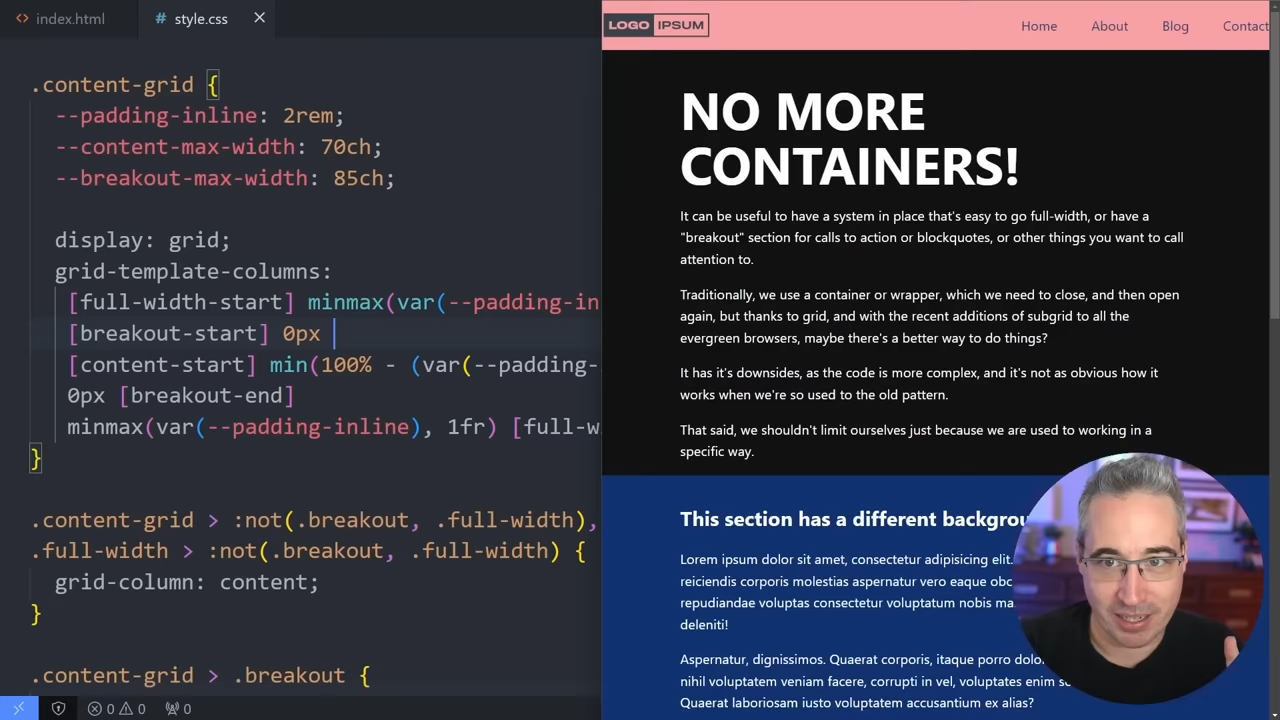 index.html
style.css
.content-grid {
--padding-inline: 2rem;
--content-max-width: 70ch;
--breakout-max-width: 85ch;
display: grid;
grid-template-columns:
[full-width-start] minmax(var(--padding-in
[breakout-start] 0px
[content-start] min(100% - (var(--padding-
0px [breakout-end]
minmax(var(--padding-inline), 1fr) [full-w
}
.content-grid > :not(.breakout, .full-width),
.full-width > :not(.breakout, .full-width) {
grid-column: content;
}
.content-grid > .breakout {
0 0 0
LOGO IPSUM
Home About Blog Contact
NO MORE
CONTAINERS!
It can be useful to have a system in place that's easy to go full-width, or have a
"breakout" section for calls to action or blockquotes, or other things you want to call
attention to.
Traditionally, we use a container or wrapper, which we need to close, and then open
again, but thanks to grid, and with the recent additions of subgrid to all the
evergreen browsers, maybe there's a better way to do things?
It has it's downsides, as the code is more complex, and it's not as obvious how it
works when we're so used to the old pattern.
That said, we shouldn't limit ourselves just because we are used to working in a
specific way.
This section has a different backgrou
Lorem ipsum dolor sit amet, consectetur adipisicing elit.
reiciendis corporis molestias aspernatur vero eaque obc
repudiandae voluptas consectetur voluptatum nobis ma
deleniti!
Aspernatur, dignissimos. Quaerat corporis, itaque porro dolo
nihil voluptatem veniam facere, corrupti in vel, voluptates enim s
Quaerat laboriosam iusto voluptatem accusantium ex alias?